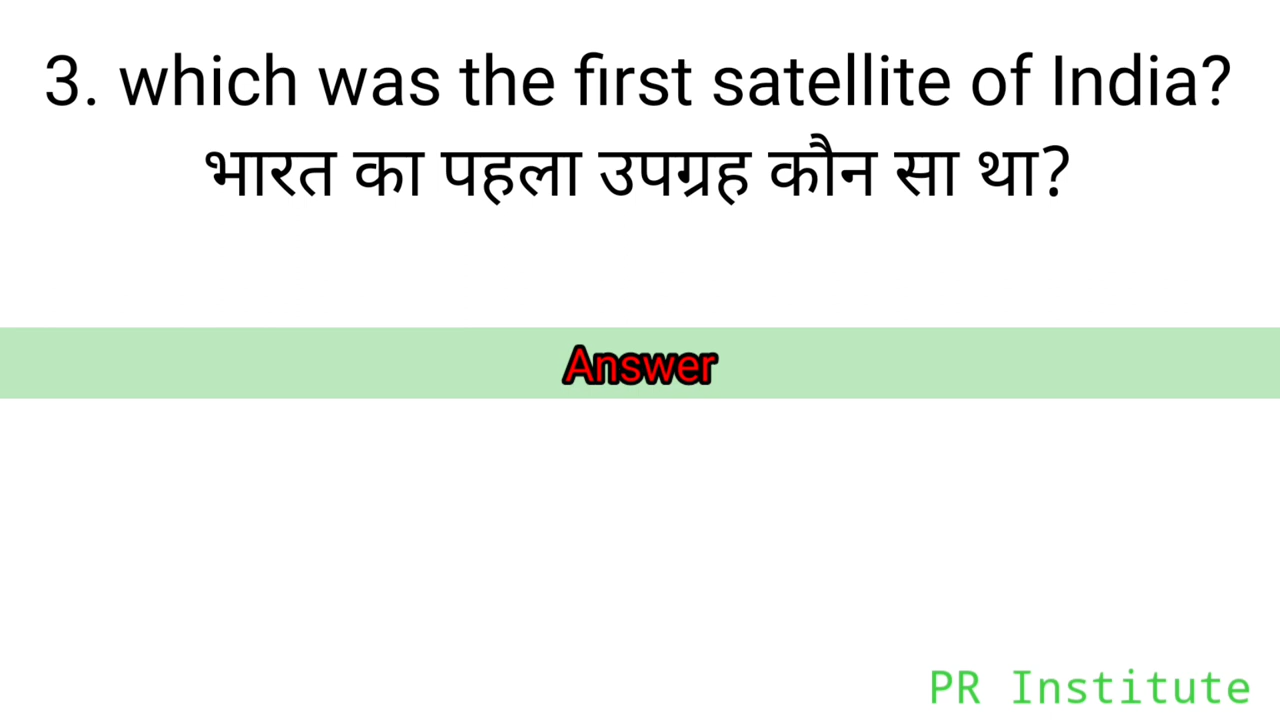 3. which was the first satellite of India?
भारत का पहला उपग्रह कौन सा था?
Answer
PR Institute